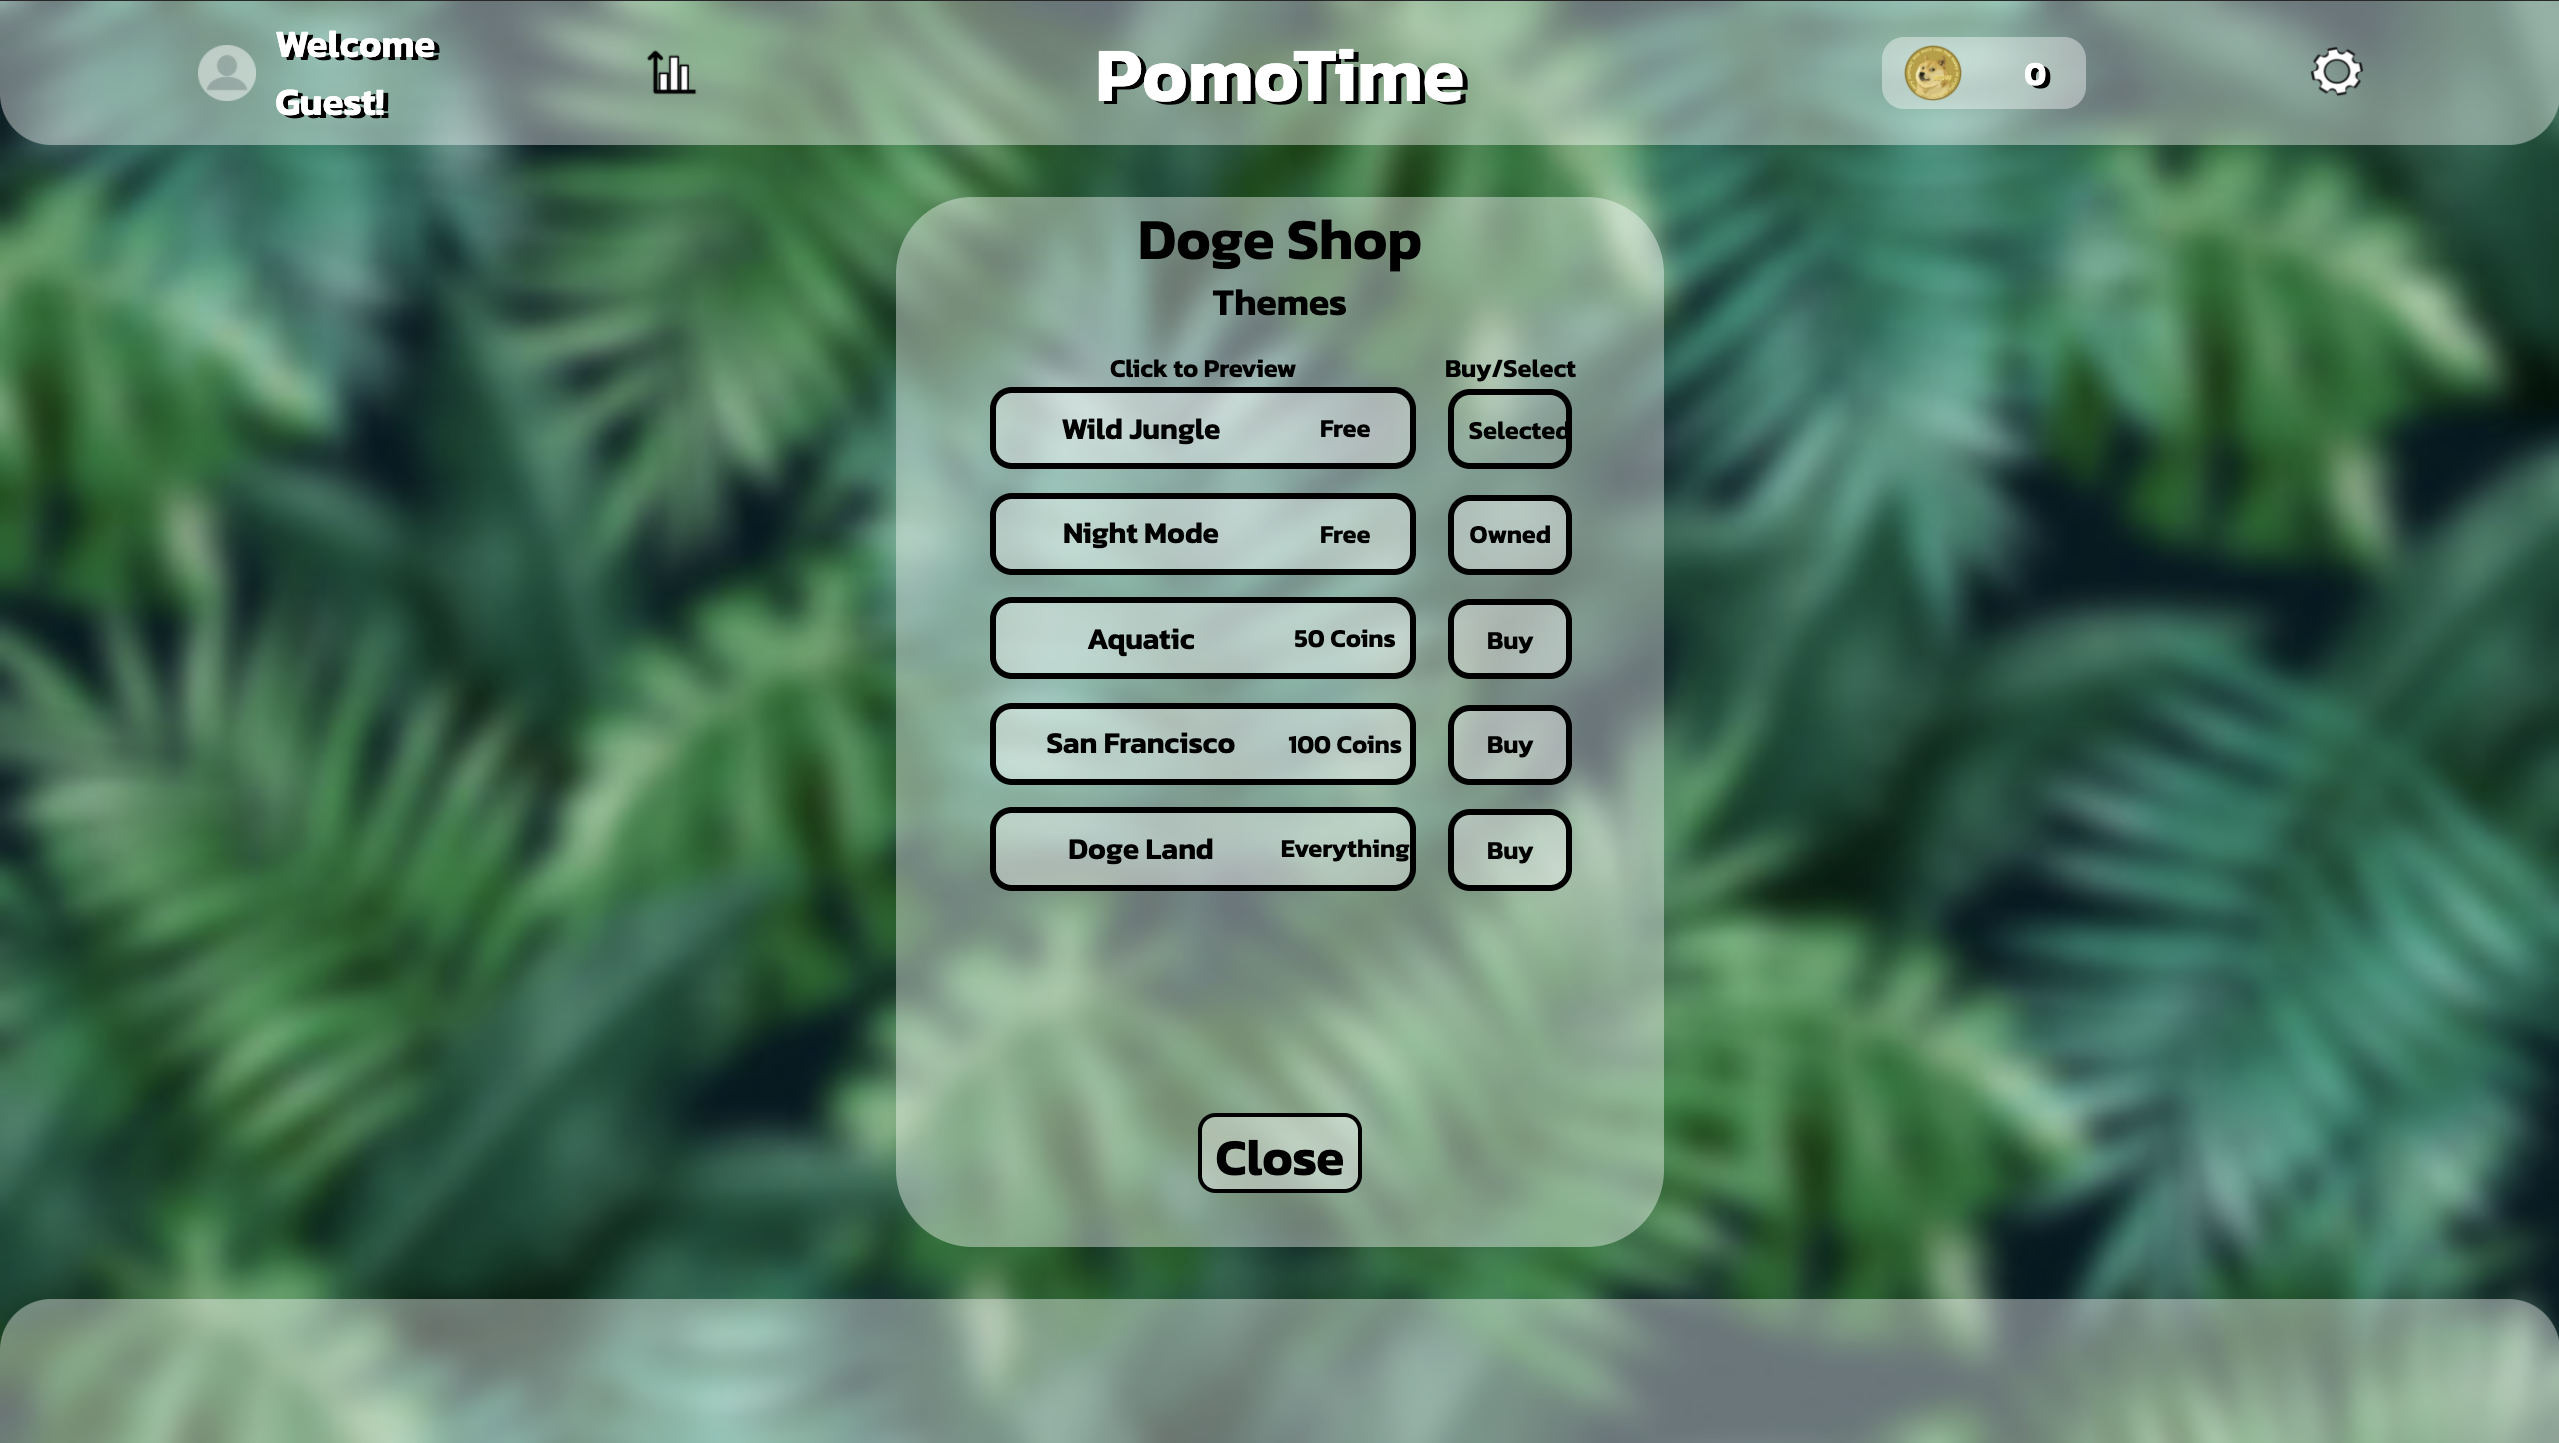 Welcome
Guest!
PomoTime
0
Doge Shop
Themes
Click to Preview Buy/Select
Wild Jungle Free Selected
Night Mode Free Owned
Aquatic 50 Coins Buy
San Francisco 100 Coins Buy
Doge Land Everything Buy
Close